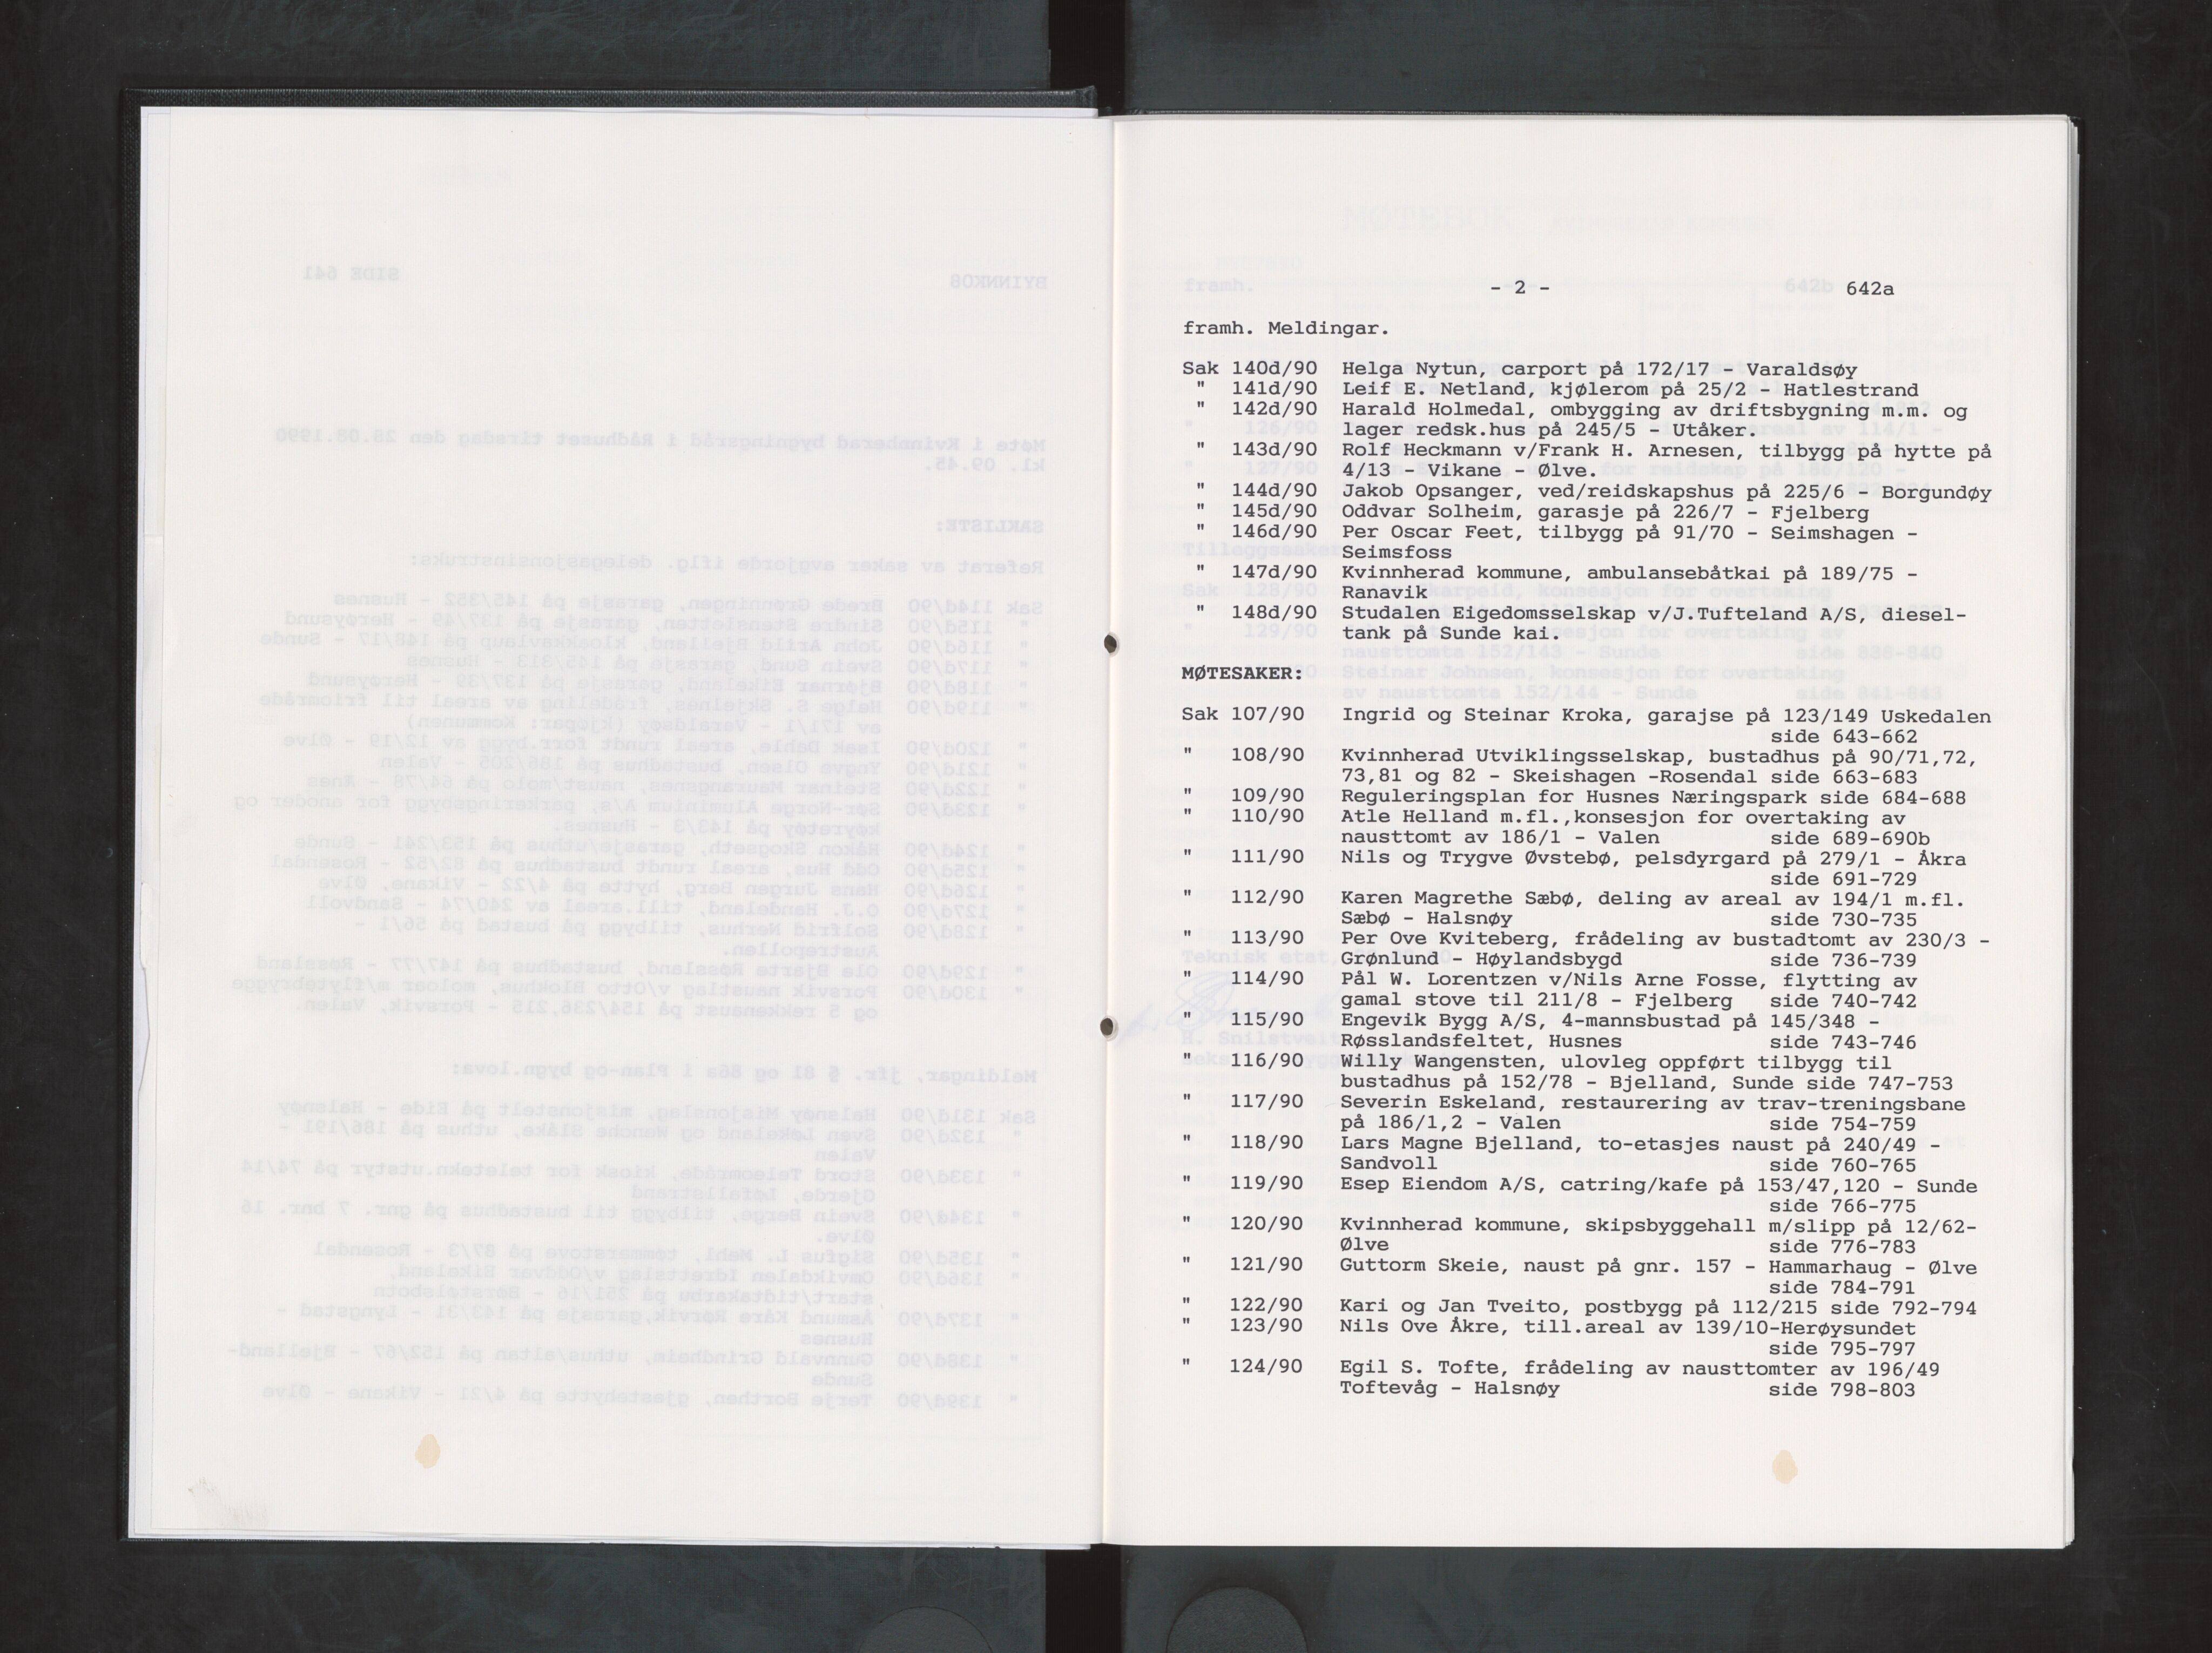 - 2 - 642a
framh. Meldingar.
Sak 140d/90 Helga Nytun, carport på 172/17 - Varaldsøy
" 141d/90 Leif E. Netland, kjølerom på 25/2 - Hatlestrand
" 142d/90 Harald Holmedal, ombygging av driftsbygning m.m. og
lager redsk.hus på 245/5 - Utåker.
" 143d/90 Rolf Heckmann v/Frank H. Arnesen, tilbygg på hytte på
4/13 - Vikane - Ølve.
" 144d/90 Jakob Opsanger, ved/reidskapshus på 225/6 - Borgundøy
" 145d/90 Oddvar Solheim, garasje på 226/7 - Fjelberg
" 146d/90 Per Oscar Feet, tilbygg på 91/70 - Seimshagen -
Seimsfoss
" 147d/90 Kvinnherad kommune, ambulansebåtkai på 189/75 -
Ranavik
" 148d/90 Studalen Eigedomsselskap v/J.Tufteland A/S, diesel-
tank på Sunde kai.
MØTESAKER:
Sak 107/90 Ingrid og Steinar Kroka, garajse på 123/149 Uskedalen
side 643-662
" 108/90 Kvinnherad Utviklingsselskap, bustadhus på 90/71,72,
73,81 og 82 - Skeishagen -Rosendal side 663-683
" 109/90 Reguleringsplan for Husnes Næringspark side 684-688
" 110/90 Atle Helland m.fl.,konsesjon for overtaking av
nausttomt av 186/1 - Valen side 689-690b
" 111/90 Nils og Trygve Øvstebø, pelsdyrgard på 279/1 - Åkra
side 691-729
" 112/90 Karen Magrethe Sæbø, deling av areal av 194/1 m.fl.
Sæbø - Halsnøy side 730-735
" 113/90 Per Ove Kviteberg, frådeling av bustadtomt av 230/3 -
Grønlund - Høylandsbygd side 736-739
" 114/90 Pål W. Lorentzen v/Nils Arne Fosse, flytting av
gamal stove til 211/8 - Fjelberg side 740-742
" 115/90 Engevik Bygg A/S, 4-mannsbustad på 145/348 -
Røsslandsfeltet, Husnes side 743-746
" 116/90 Willy Wangensten, ulovleg oppført tilbygg til
bustadhus på 152/78 - Bjelland, Sunde side 747-753
" 117/90 Severin Eskeland, restaurering av trav-treningsbane
på 186/1,2 - Valen side 754-759
" 118/90 Lars Magne Bjelland, to-etasjes naust på 240/49 -
Sandvoll side 760-765
" 119/90 Esep Eiendom A/S, catring/kafe på 153/47,120 - Sunde
side 766-775
" 120/90 Kvinnherad kommune, skipsbyggehall m/slipp på 12/62-
Ølve side 776-783
" 121/90 Guttorm Skeie, naust på gnr. 157 - Hammarhaug - Ølve
side 784-791
" 122/90 Kari og Jan Tveito, postbygg på 112/215 side 792-794
" 123/90 Nils Ove Åkre, till.areal av 139/10-Herøysundet
side 795-797
" 124/90 Egil S. Tofte, frådeling av nausttomter av 196/49
Toftevåg - Halsnøy side 798-803